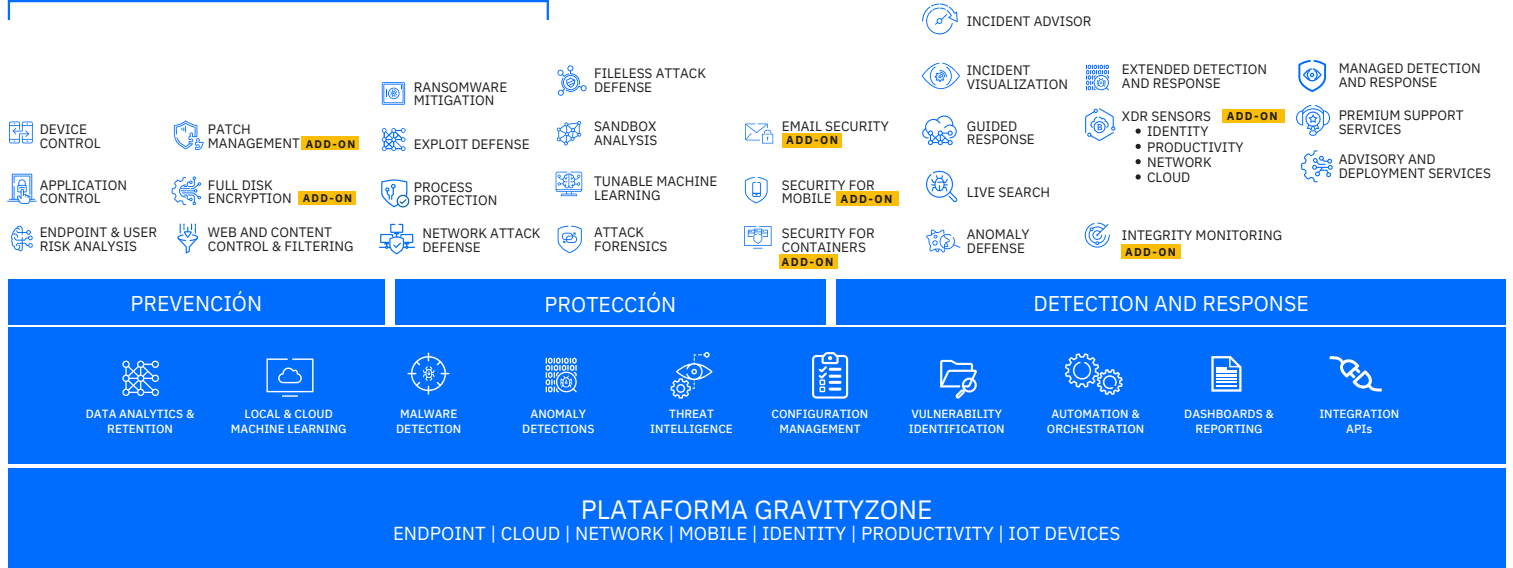 INCIDENT ADVISOR
RANSOMWARE
MITIGATION
FILELESS ATTACK
DEFENSE
INCIDENT
VISUALIZATION
EXTENDED DETECTION
AND RESPONSE
MANAGED DETECTION
AND RESPONSE
DEVICE
CONTROL
PATCH
MANAGEMENT ADD-ON
EXPLOIT DEFENSE
SANDBOX
ANALYSIS
EMAIL SECURITY
ADD-ON
GUIDED
RESPONSE
XDR SENSORS ADD-ON
• IDENTITY
• PRODUCTIVITY
• NETWORK
• CLOUD
PREMIUM SUPPORT
SERVICES
ADVISORY AND
DEPLOYMENT SERVICES
APPLICATION
CONTROL
FULL DISK
ENCRYPTION ADD-ON
PROCESS
PROTECTION
TUNABLE MACHINE
LEARNING
SECURITY FOR
MOBILE ADD-ON
LIVE SEARCH
ENDPOINT & USER
RISK ANALYSIS
WEB AND CONTENT
CONTROL & FILTERING
NETWORK ATTACK
DEFENSE
ATTACK
FORENSICS
SECURITY FOR
CONTAINERS
ADD-ON
ANOMALY
DEFENSE
INTEGRITY MONITORING
ADD-ON
PREVENCIÓN
PROTECCIÓN
DETECTION AND RESPONSE
DATA ANALYTICS &
RETENTION
LOCAL & CLOUD
MACHINE LEARNING
MALWARE
DETECTION
ANOMALY
DETECTIONS
THREAT
INTELLIGENCE
CONFIGURATION
MANAGEMENT
VULNERABILITY
IDENTIFICATION
AUTOMATION &
ORCHESTRATION
DASHBOARDS &
REPORTING
INTEGRATION
APIs
PLATAFORMA GRAVITYZONE
ENDPOINT | CLOUD | NETWORK | MOBILE | IDENTITY | PRODUCTIVITY | IOT DEVICES